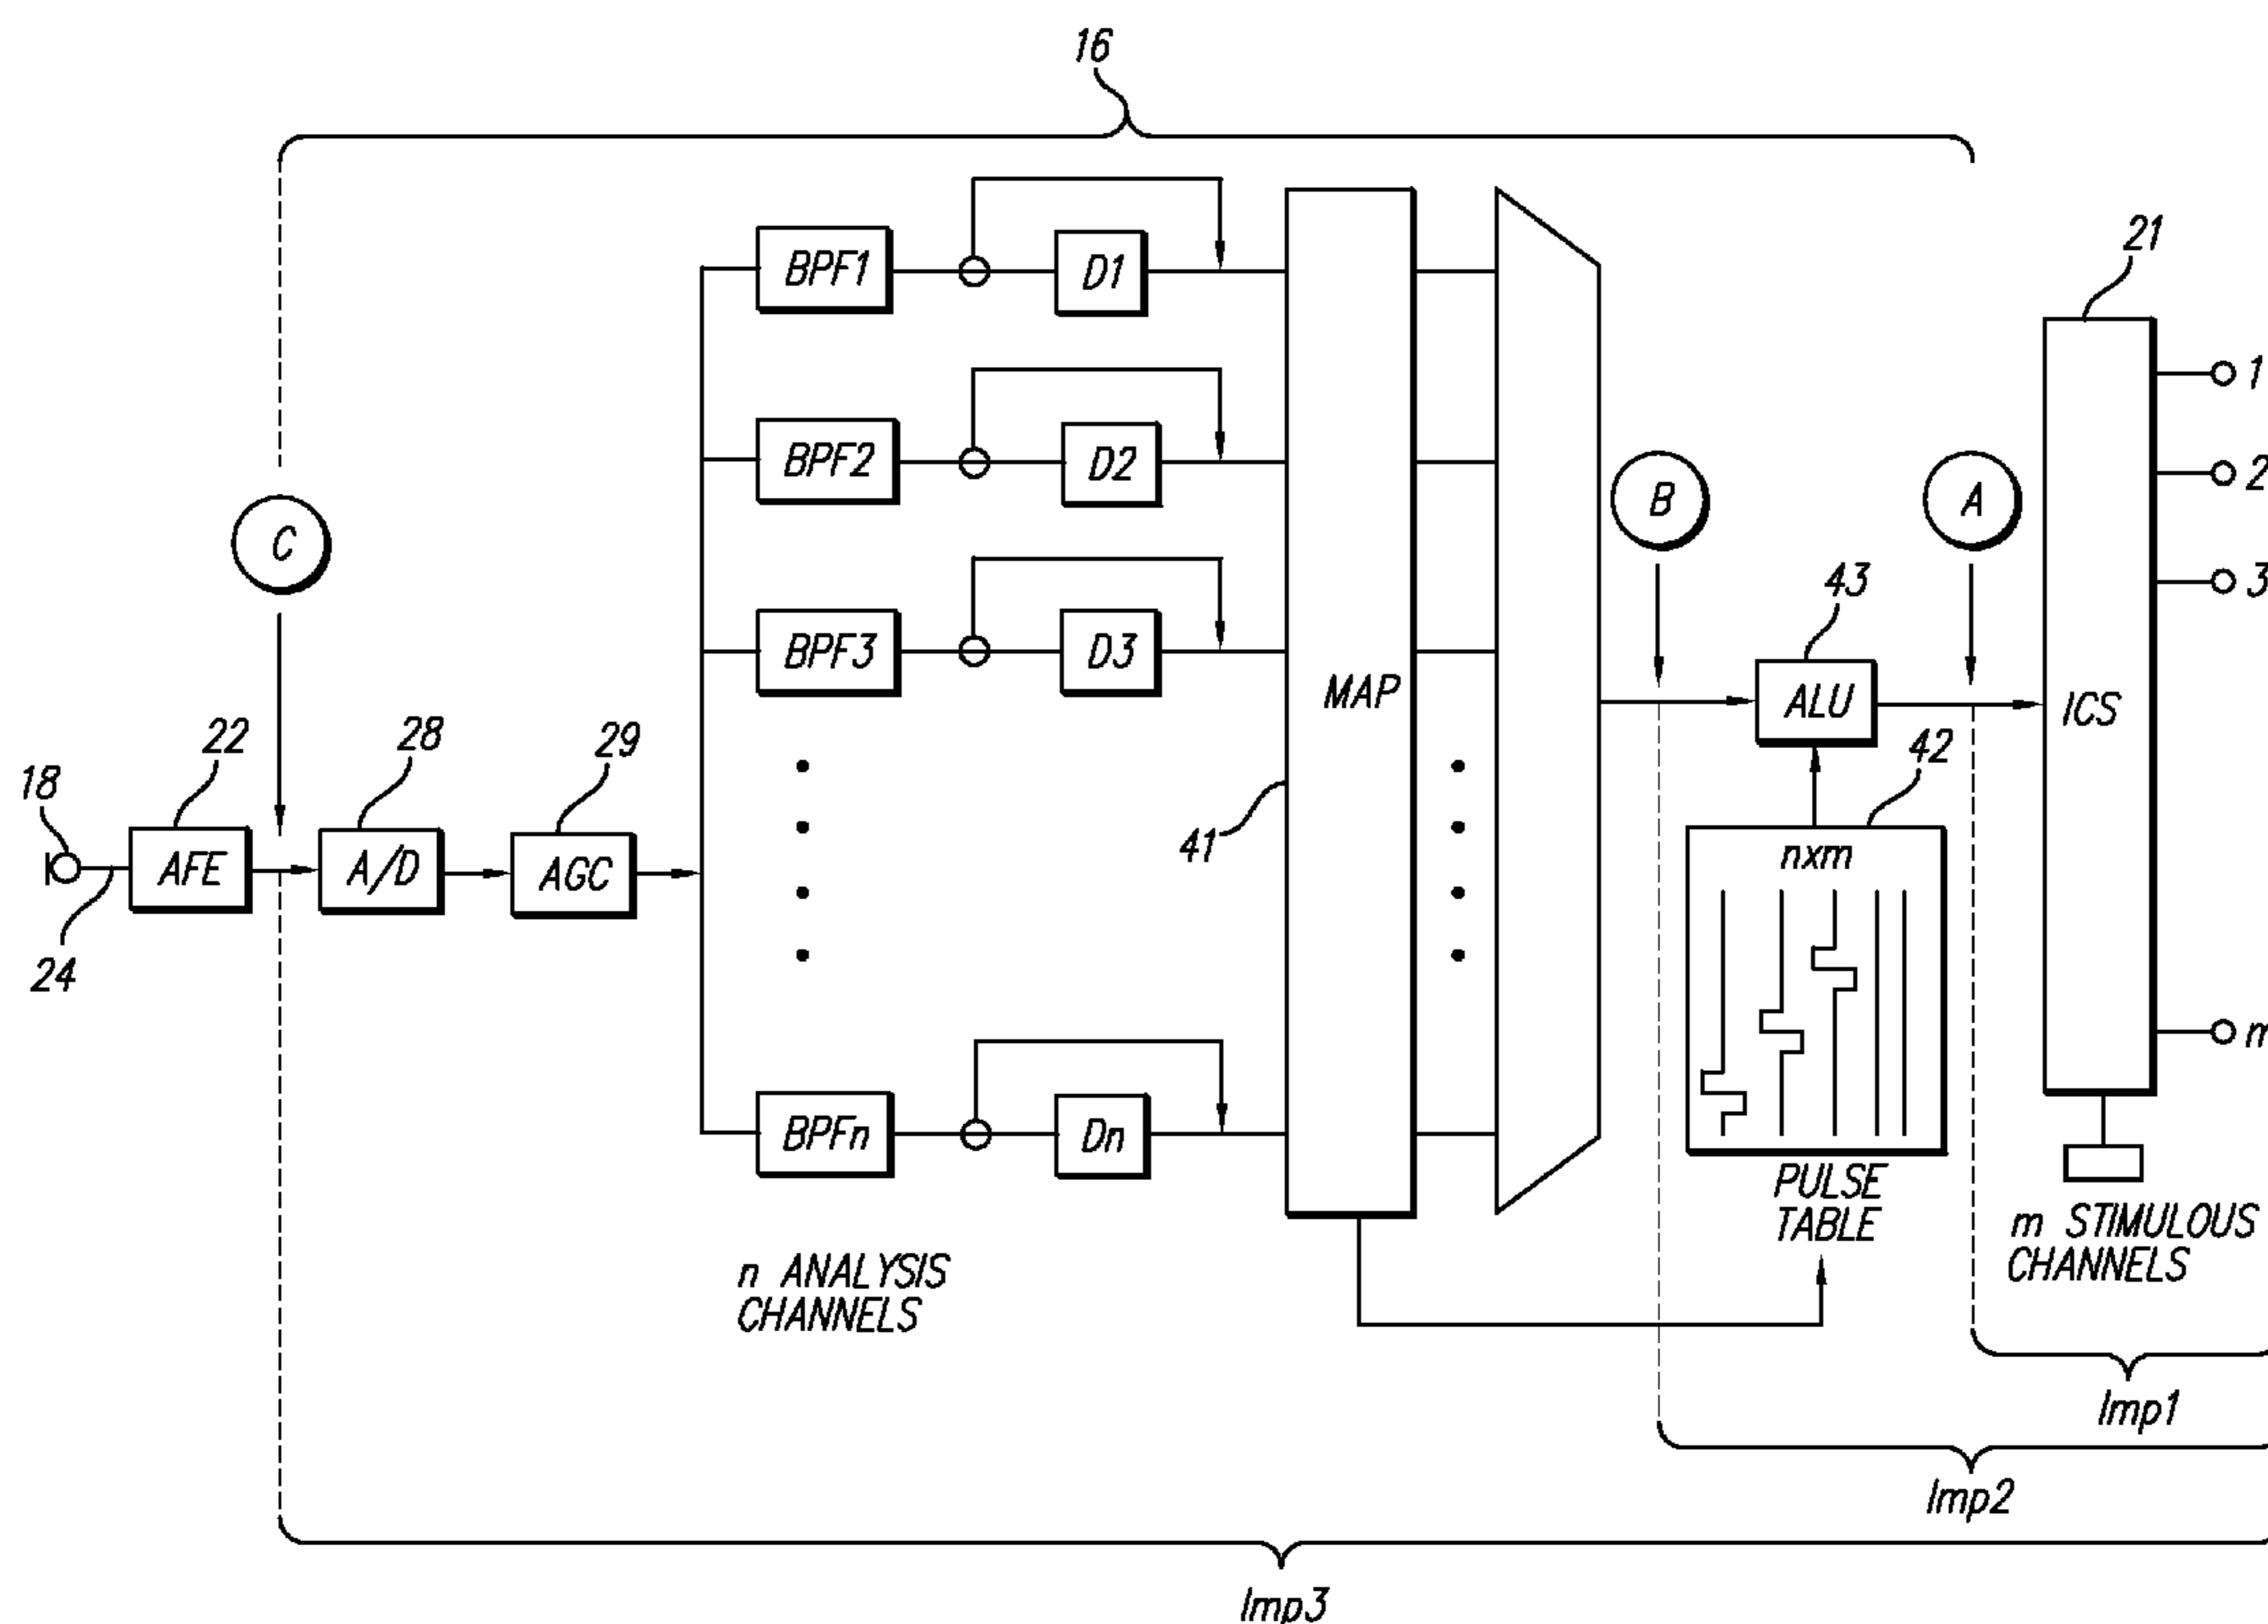 16
21
BPF1
D1
1
BPF2
D2
2
C
B
A
BPF3
D3
3
43
MAP
ALU
ICS
18
22
28
29
42
41
AFE
A/D
AGC
nxm
24
m
BPFn
Dn
PULSE
TABLE
m STIMULOUS
CHANNELS
n ANALYSIS
CHANNELS
Imp1
Imp2
Imp3